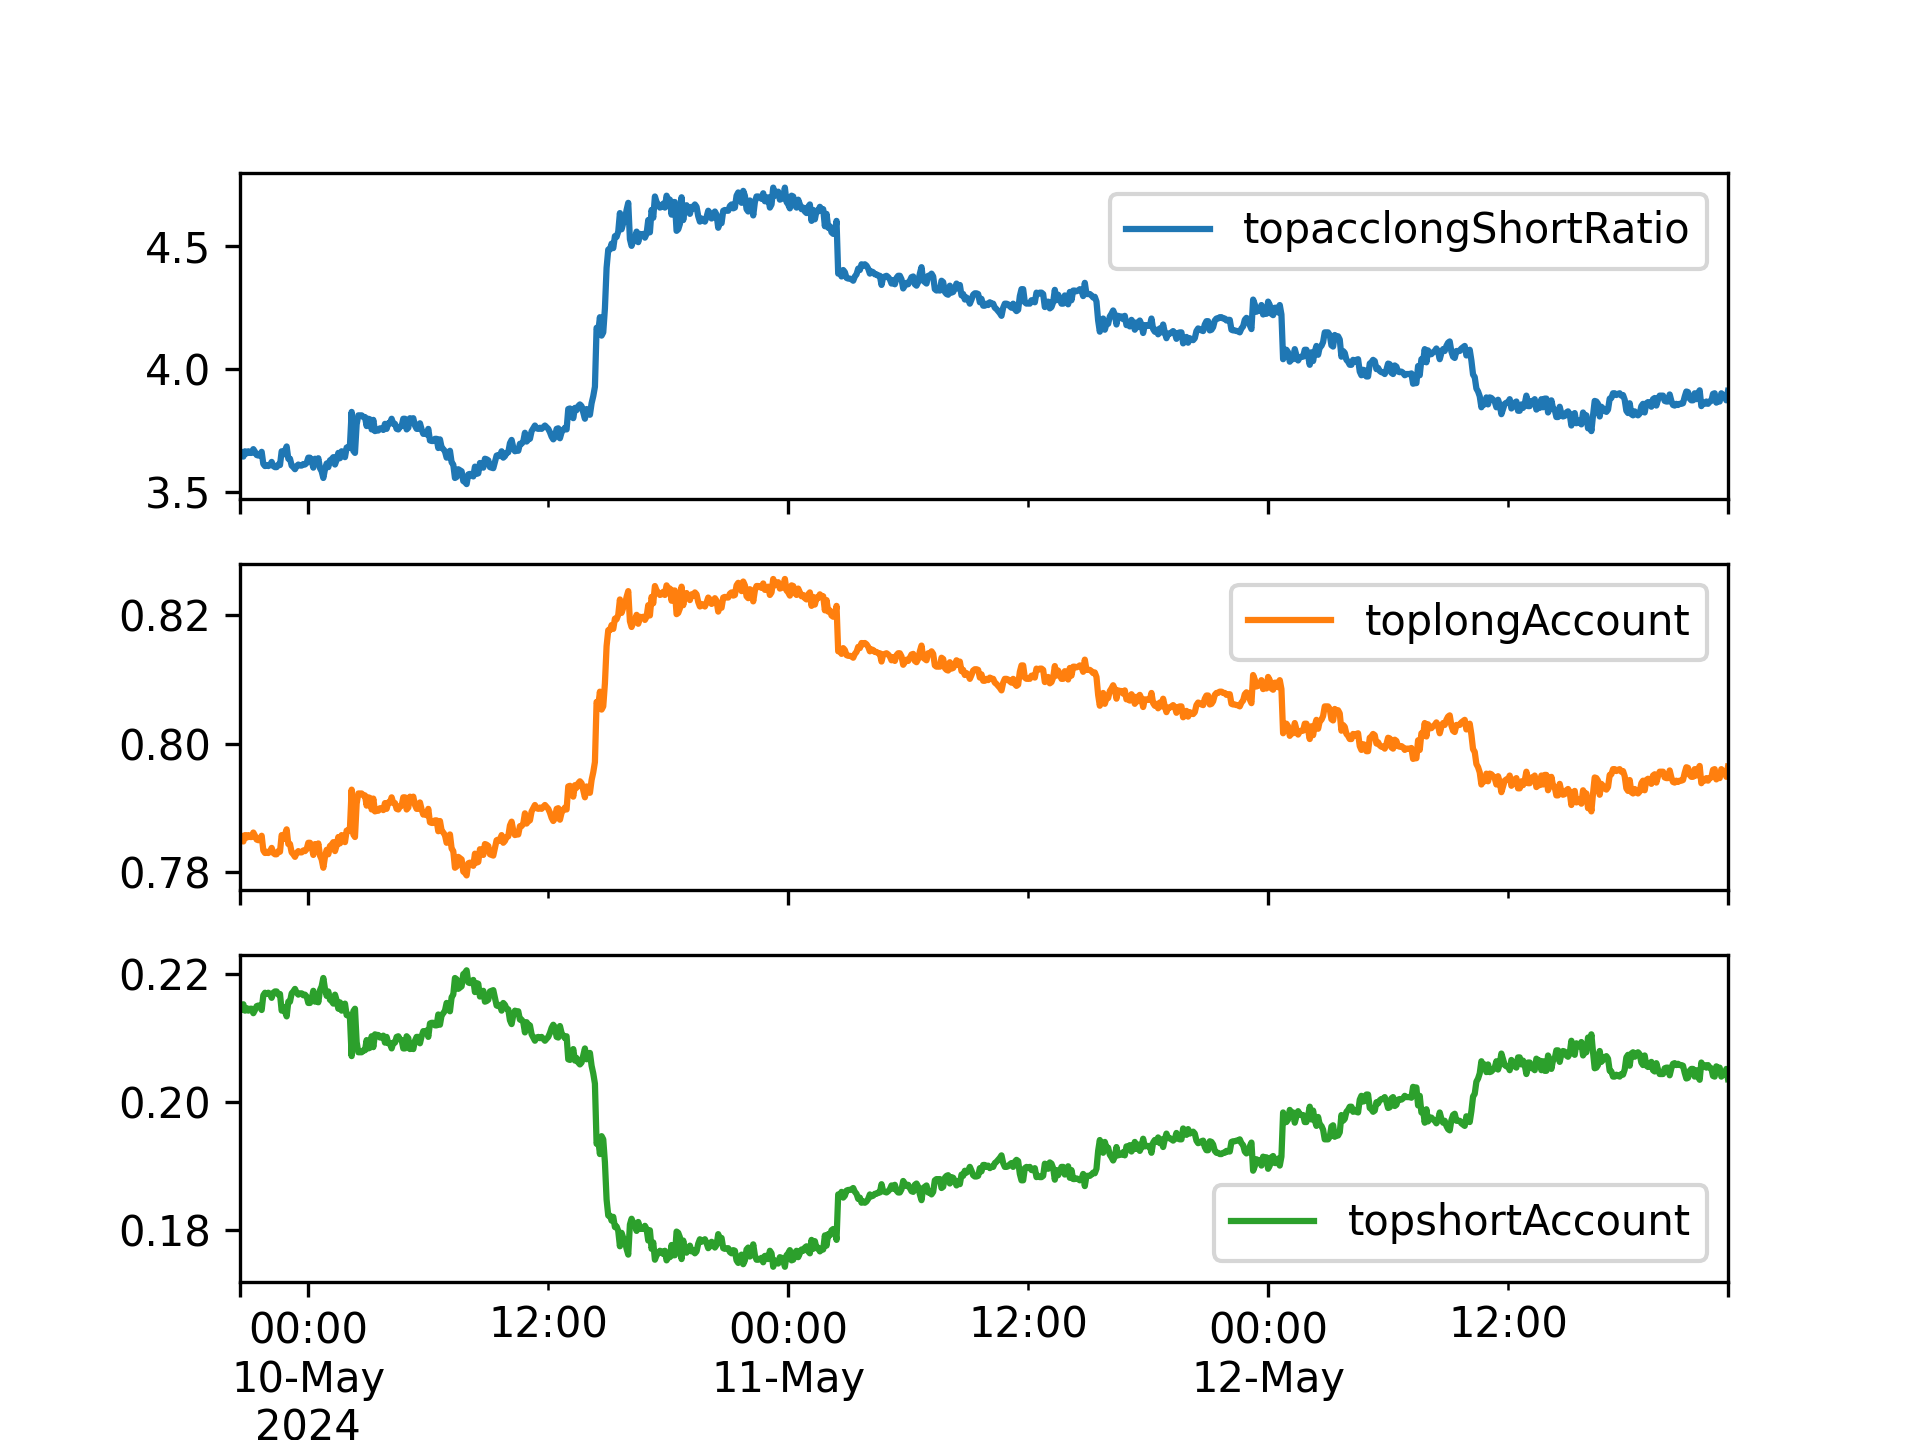 topacclongShortRatio
4.5
4.0
3.5
toplongAccount
0.82
0.80
0.78
0.22
0.20
0.18
topshortAccount
00:00 12:00 00:00 12:00 00:00 12:00
10-May 11-May 12-May
2024